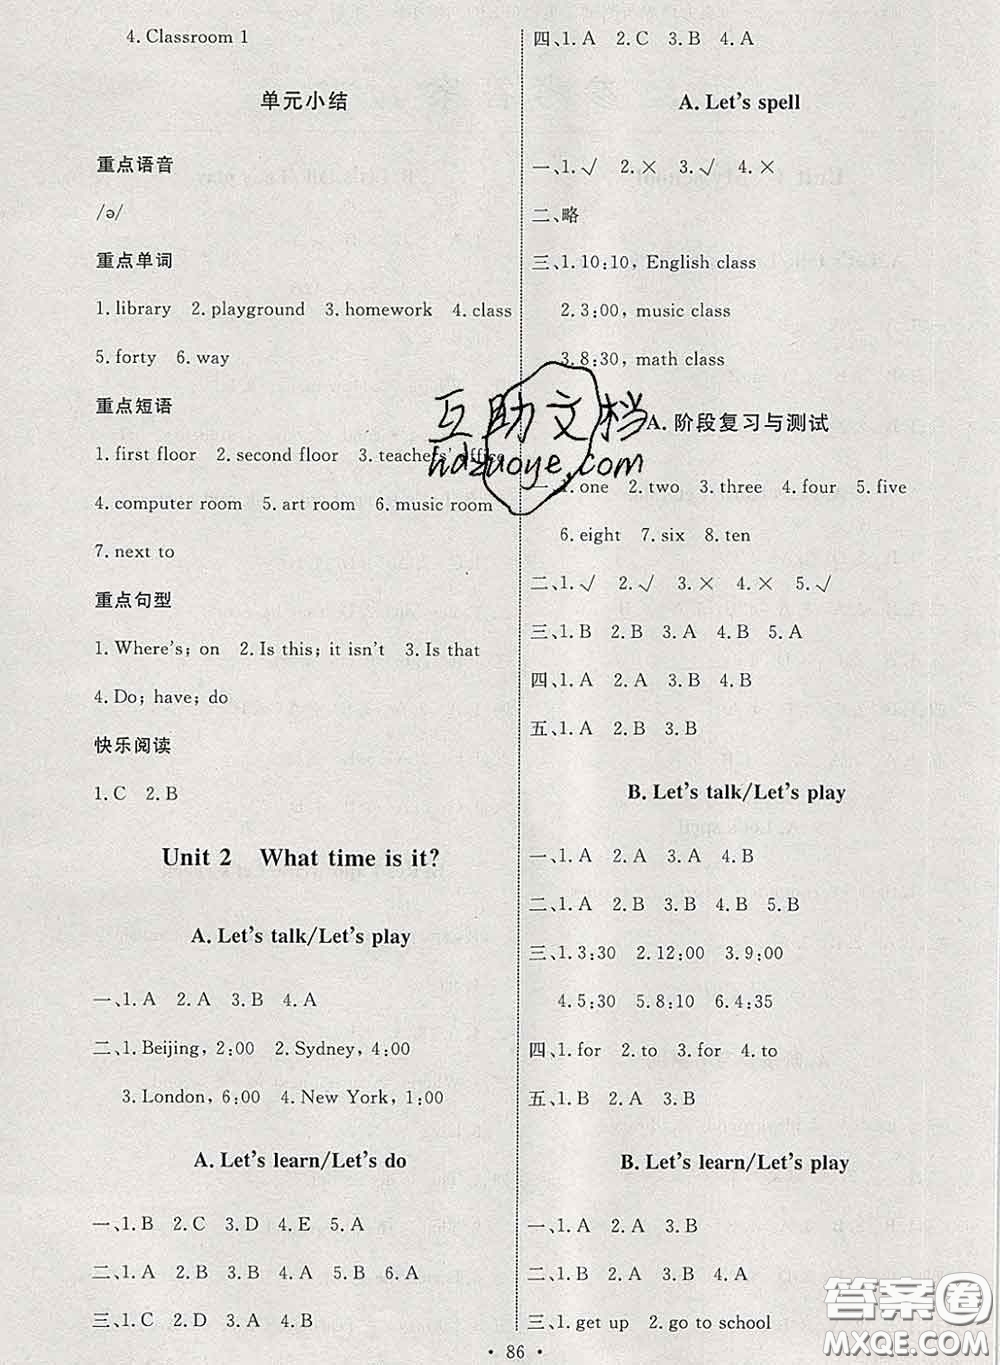 4. Classroom 1
单元小结
重点语音
/ə/
重点单词
1. library 2. playground 3. homework 4. class
5. forty 6. way
重点短语
1. first floor 2. second floor 3. teachers' office
4. computer room 5. art room 6. music room
7. next to
重点句型
1. Where's; on 2. Is this; it isn't 3. Is that
4. Do; have; do
快乐阅读
1. C 2. B
Unit 2 What time is it?
A. Let's talk/Let's play
一、1. A 2. A 3. B 4. A
二、1. Beijing, 2:00 2. Sydney, 4:00
3. London, 6:00 4. New York, 1:00
A. Let's learn/Let's do
一、1. B 2. C 3. D 4. E 5. A
二、1. A 2. A 3. B 4. A 5. B 6. A
三、1. C 2. D 3. A 4. B
四、1. A 2. C 3. B 4. A
A. Let's spell
一、1. √ 2. × 3. √ 4. ×
二、略
三、1. 10:10, English class
2. 3:00, music class
3. 8:30, math class
A. 阶段复习与测试
一、1. one 2. two 3. three 4. four 5. five
6. eight 7. six 8. ten
二、1. √ 2. √ 3. × 4. × 5. √
三、1. B 2. B 3. A 4. B 5. A
四、1. A 2. A 3. B 4. B
五、1. A 2. B 3. B
B. Let's talk/Let's play
一、1. A 2. A 3. A 4. B
二、1. A 2. B 3. B 4. B 5. B
三、1. 3:30 2. 12:00 3. 9:00
4. 5:30 5. 8:10 6. 4:35
四、1. for 2. to 3. for 4. to
五、1. B 2. A 3. B
B. Let's learn/Let's play
一、1. A 2. A 3. B
二、1. B 2. B 3. B 4. A
三、1. get up 2. go to school
• 86 •
互助文档
hdzuoye.com
答案圈
MXQE.COM